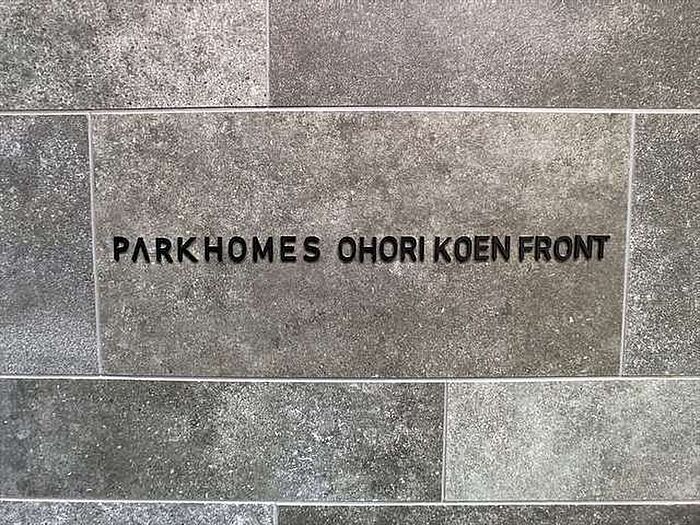 PARKHOMES OHORI KOEN FRONT